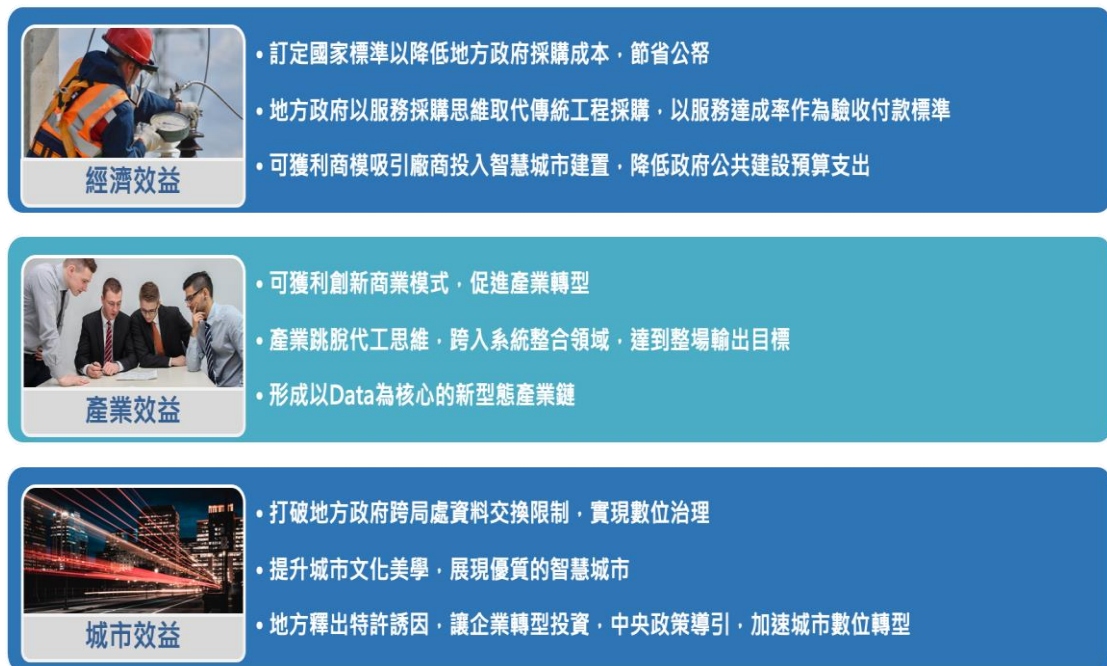 • 訂定國家標準以降低地方政府採購成本，節省公帑
• 地方政府以服務採購思維取代傳統工程採購，以服務達成率作為驗收付款標準
• 可獲利商模吸引廠商投入智慧城市建置，降低政府公共建設預算支出
經濟效益
• 可獲利創新商業模式，促進產業轉型
• 產業跳脫代工思維，跨入系統整合領域，達到整場輸出目標
• 形成以Data為核心的新型態產業鏈
產業效益
• 打破地方政府跨局處資料交換限制，實現數位治理
• 提升城市文化美學，展現優質的智慧城市
• 地方釋出特許誘因，讓企業轉型投資，中央政策導引，加速城市數位轉型
城市效益